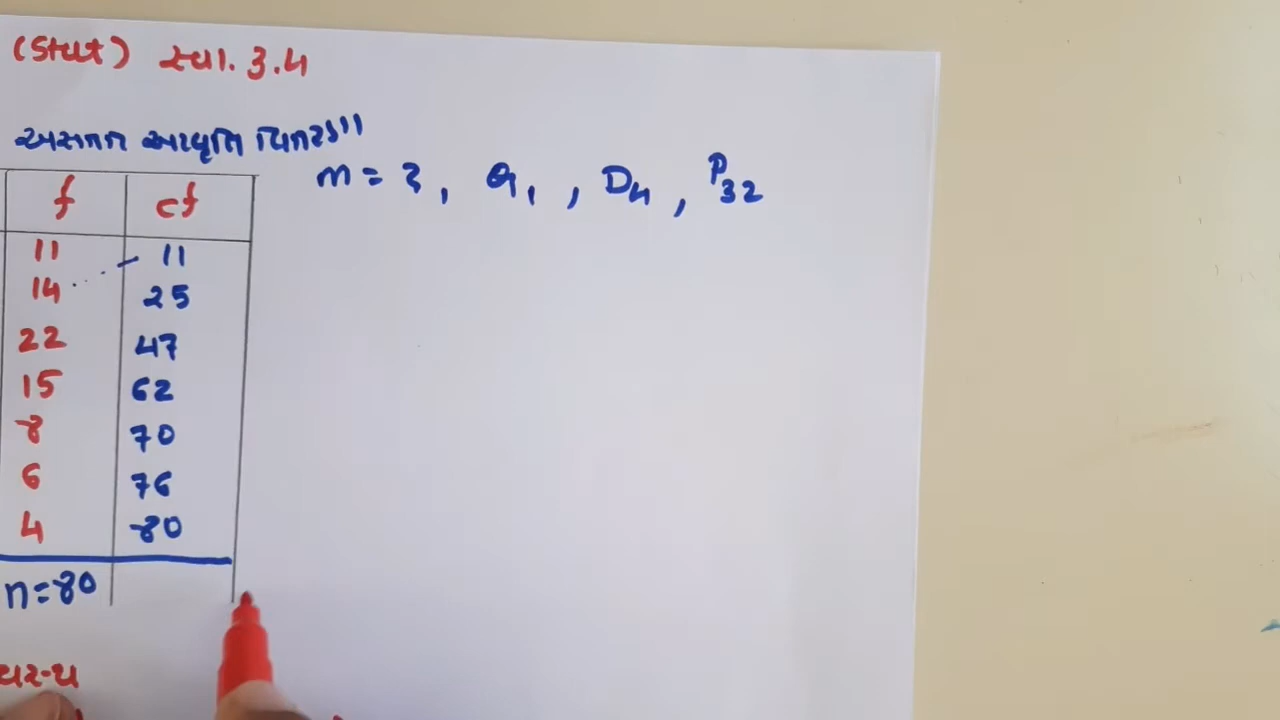 (Stat) સ્વા. 3.4
અસતત આવૃત્તિ વિતરણ"
m = ?, Q1, D4, P32
f cf
11 11
14 25
22 47
15 62
8 70
6 76
4 80
n=80